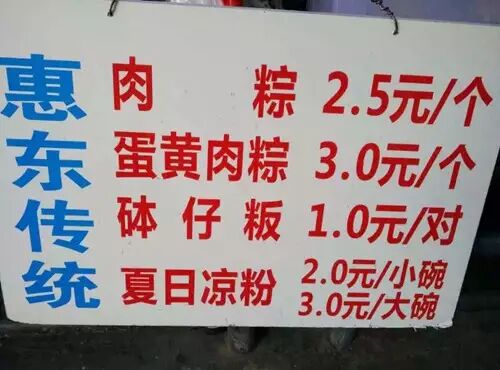 惠东传统
肉粽 2.5元/个
蛋黄肉粽 3.0元/个
砵仔粄 1.0元/对
夏日凉粉 2.0元/小碗
3.0元/大碗